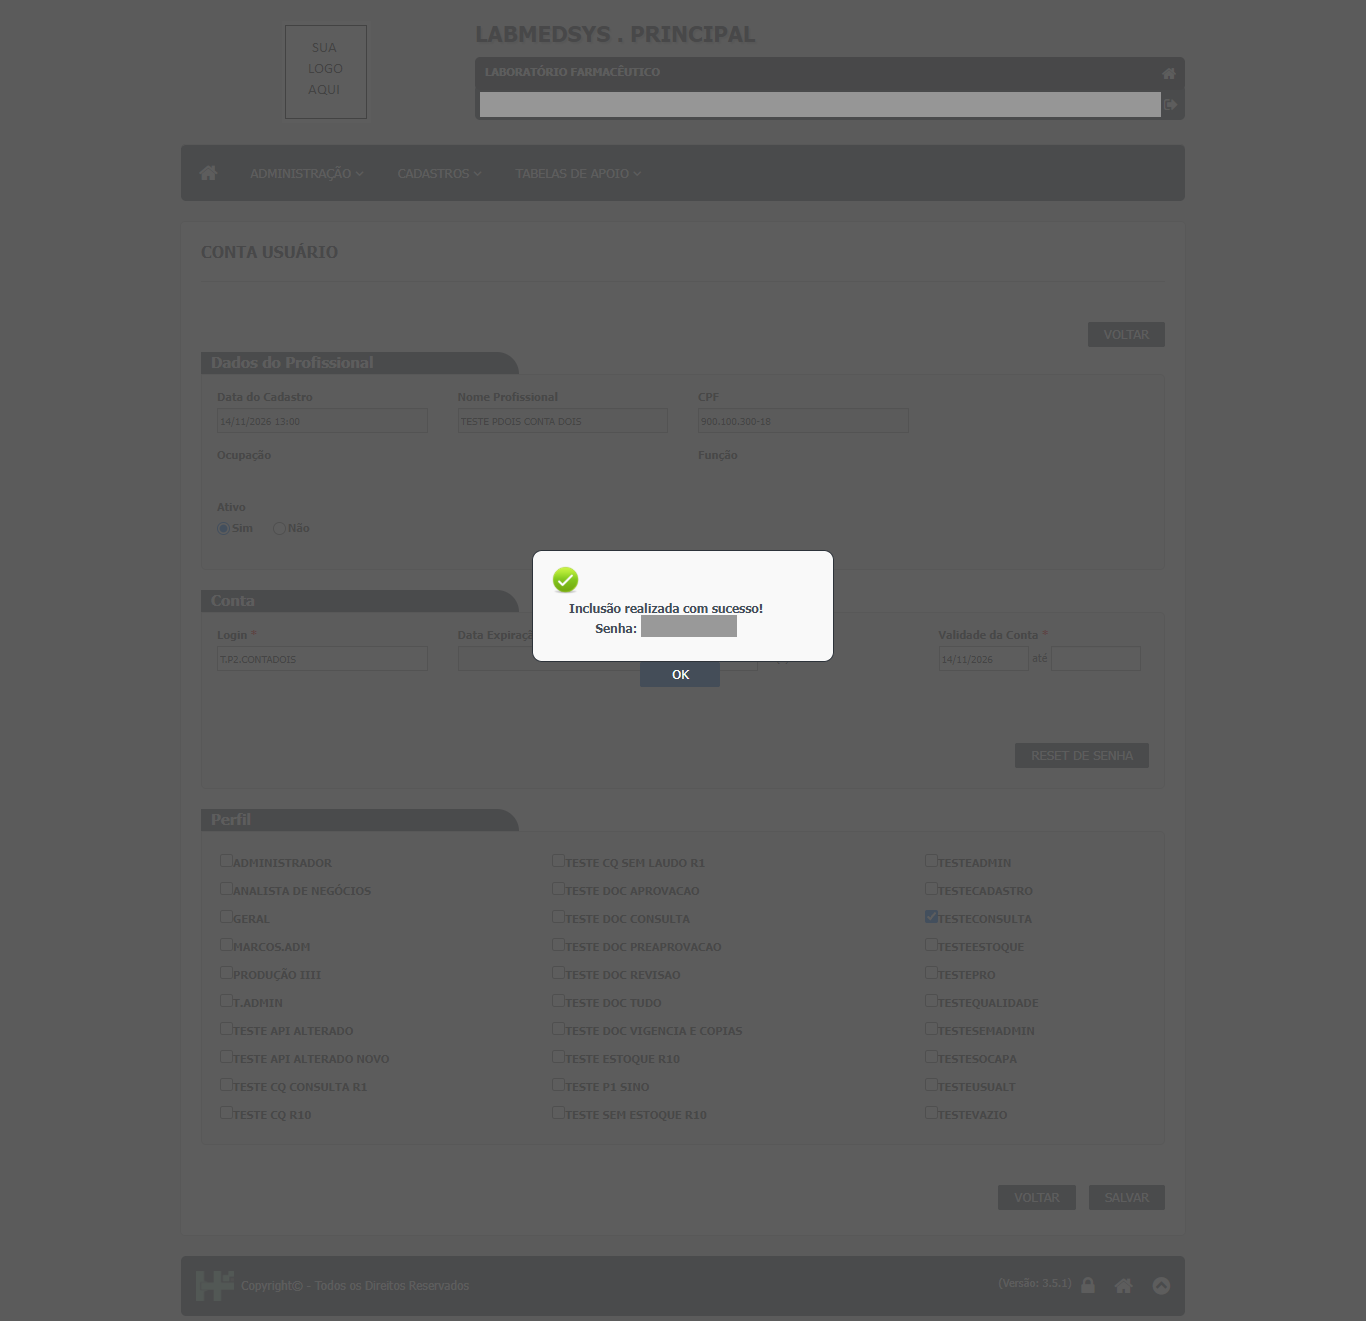 SUA
LOGO
AQUI
LABMEDSYS . PRINCIPAL
LABORATÓRIO FARMACÊUTICO
ADMINISTRAÇÃO
CADASTROS
TABELAS DE APOIO
CONTA USUÁRIO
VOLTAR
Dados do Profissional
Data do Cadastro
Nome Profissional
CPF
14/11/2026 13:00
TESTE PDOIS CONTA DOIS
900.100.300-18
Ocupação
Função
Ativo
Sim
Não
Inclusão realizada com sucesso!
Senha:
OK
Conta
Login *
Data Expiraçã
Validade da Conta *
T.P2.CONTADOIS
14/11/2026
até
RESET DE SENHA
Perfil
ADMINISTRADOR
TESTE CQ SEM LAUDO R1
TESTEADMIN
ANALISTA DE NEGÓCIOS
TESTE DOC APROVACAO
TESTECADASTRO
GERAL
TESTE DOC CONSULTA
TESTECONSULTA
MARCOS.ADM
TESTE DOC PREAPROVACAO
TESTEESTOQUE
PRODUÇÃO IIII
TESTE DOC REVISAO
TESTEPRO
T.ADMIN
TESTE DOC TUDO
TESTEQUALIDADE
TESTE API ALTERADO
TESTE DOC VIGENCIA E COPIAS
TESTESEMADMIN
TESTE API ALTERADO NOVO
TESTE ESTOQUE R10
TESTESOCAPA
TESTE CQ CONSULTA R1
TESTE P1 SINO
TESTEUSUALT
TESTE CQ R10
TESTE SEM ESTOQUE R10
TESTEVAZIO
VOLTAR
SALVAR
Copyright© - Todos os Direitos Reservados
(Versão: 3.5.1)